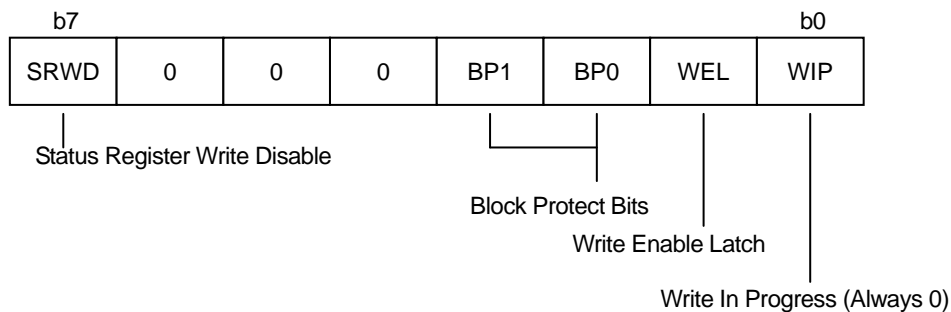 b7 b0
SRWD 0 0 0 BP1 BP0 WEL WIP
Status Register Write Disable
Block Protect Bits
Write Enable Latch
Write In Progress (Always 0)